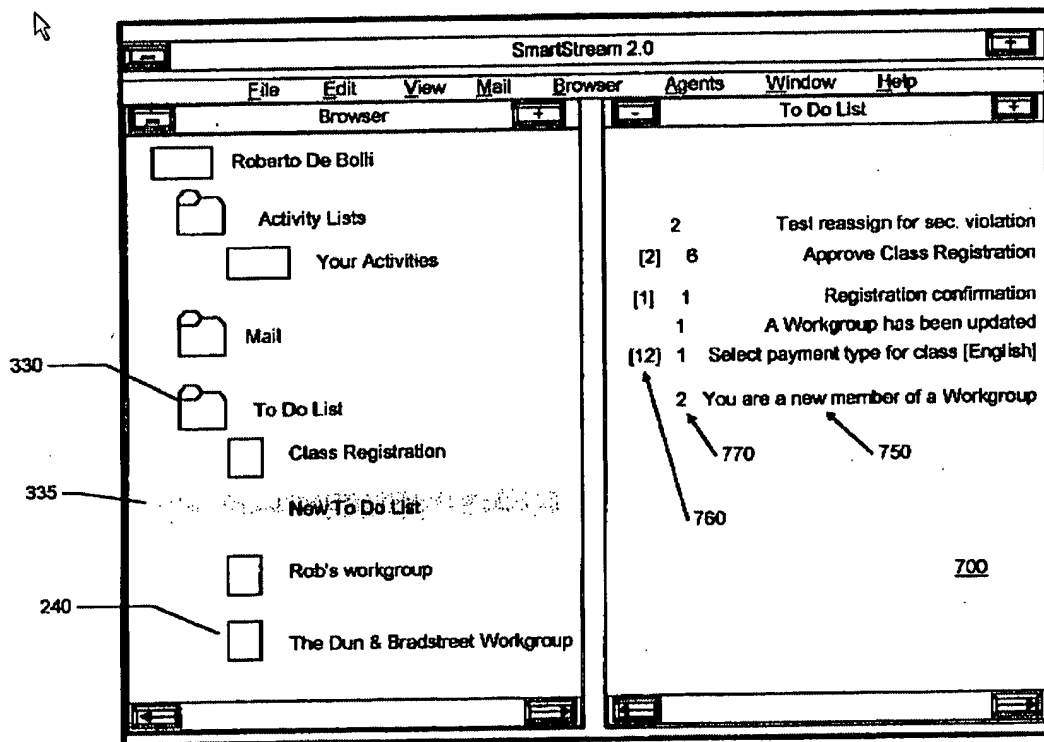 SmartStream 2.0
File Edit View Mail Browser Agents Window Help
Browser
Roberto De Bolli
Activity Lists
Your Activities
Mail
330
To Do List
Class Registration
335
New To Do List
Rob's workgroup
240
The Dun & Bradstreet Workgroup
To Do List
2 Test reassign for sec. violation
[2] 6 Approve Class Registration
[1] 1 Registration confirmation
1 A Workgroup has been updated
[12] 1 Select payment type for class [English]
2 You are a new member of a Workgroup
770 750
760
700